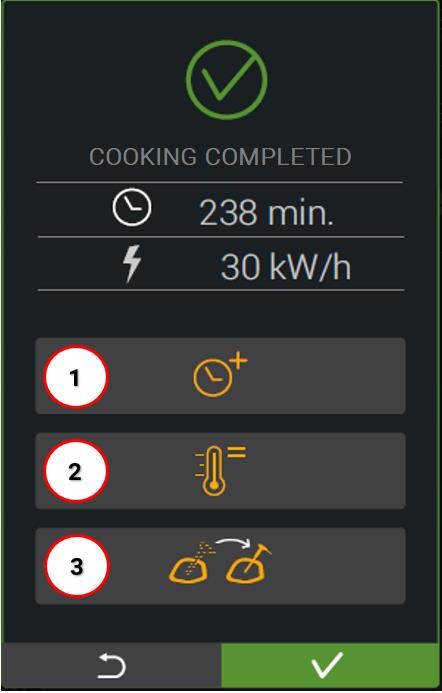 COOKING COMPLETED
238 min.
30 kW/h
1
2
3